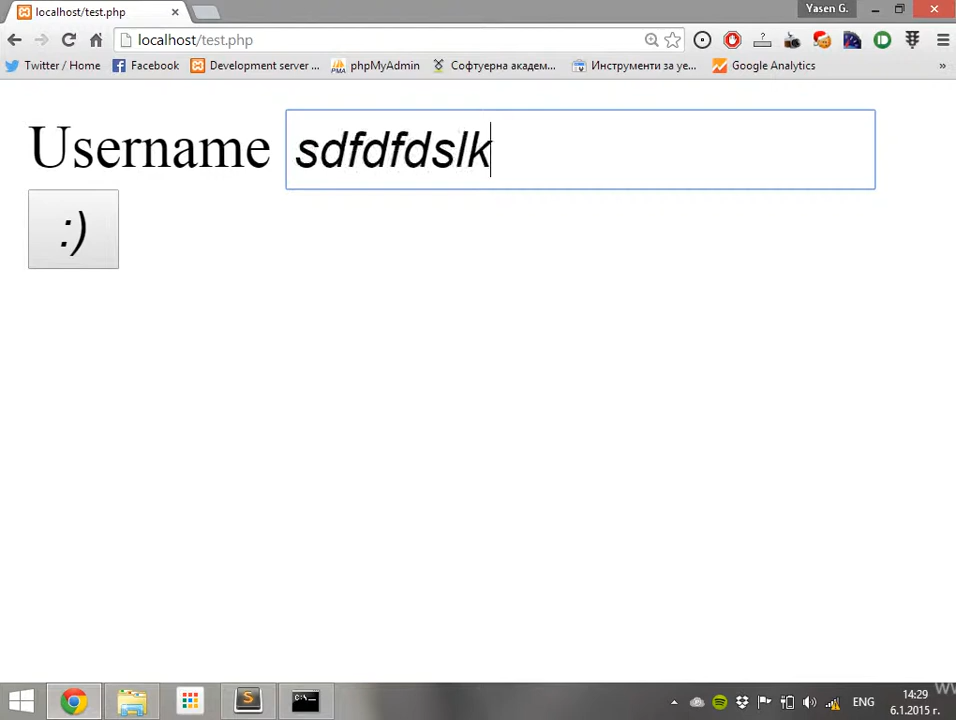 localhost/test.php
Yasen G.
localhost/test.php
Twitter / Home
Facebook
Development server ...
phpMyAdmin
Софтуерна академ...
Инструменти за уе...
Google Analytics
»
Username sdfdfdslk
:)
C:\_
ЕНГ
14:29
6.1.2015 г.